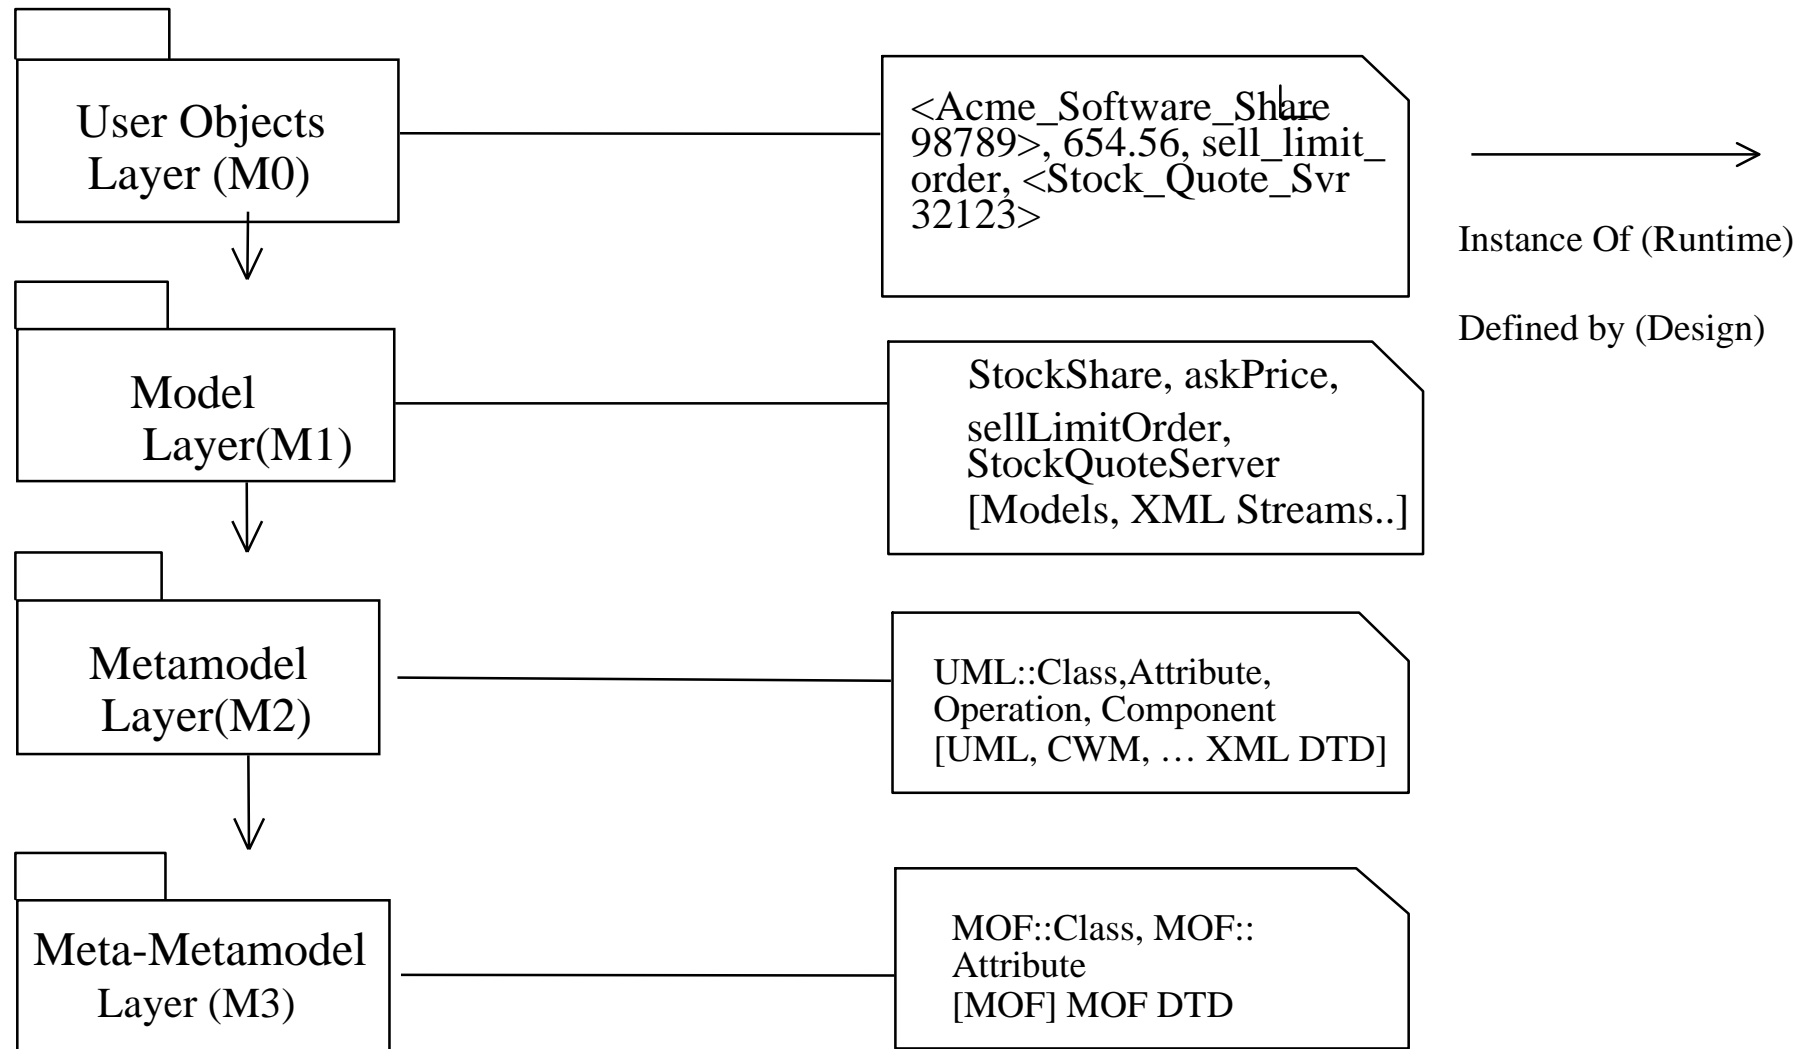 User Objects
Layer (M0)
<Acme_Software_Share
98789>, 654.56, sell_limit_
order, <Stock_Quote_Svr
32123>
Instance Of (Runtime)
Defined by (Design)
Model
Layer(M1)
StockShare, askPrice,
sellLimitOrder,
StockQuoteServer
[Models, XML Streams..]
Metamodel
Layer(M2)
UML::Class,Attribute,
Operation, Component
[UML, CWM, … XML DTD]
Meta-Metamodel
Layer (M3)
MOF::Class, MOF::
Attribute
[MOF] MOF DTD